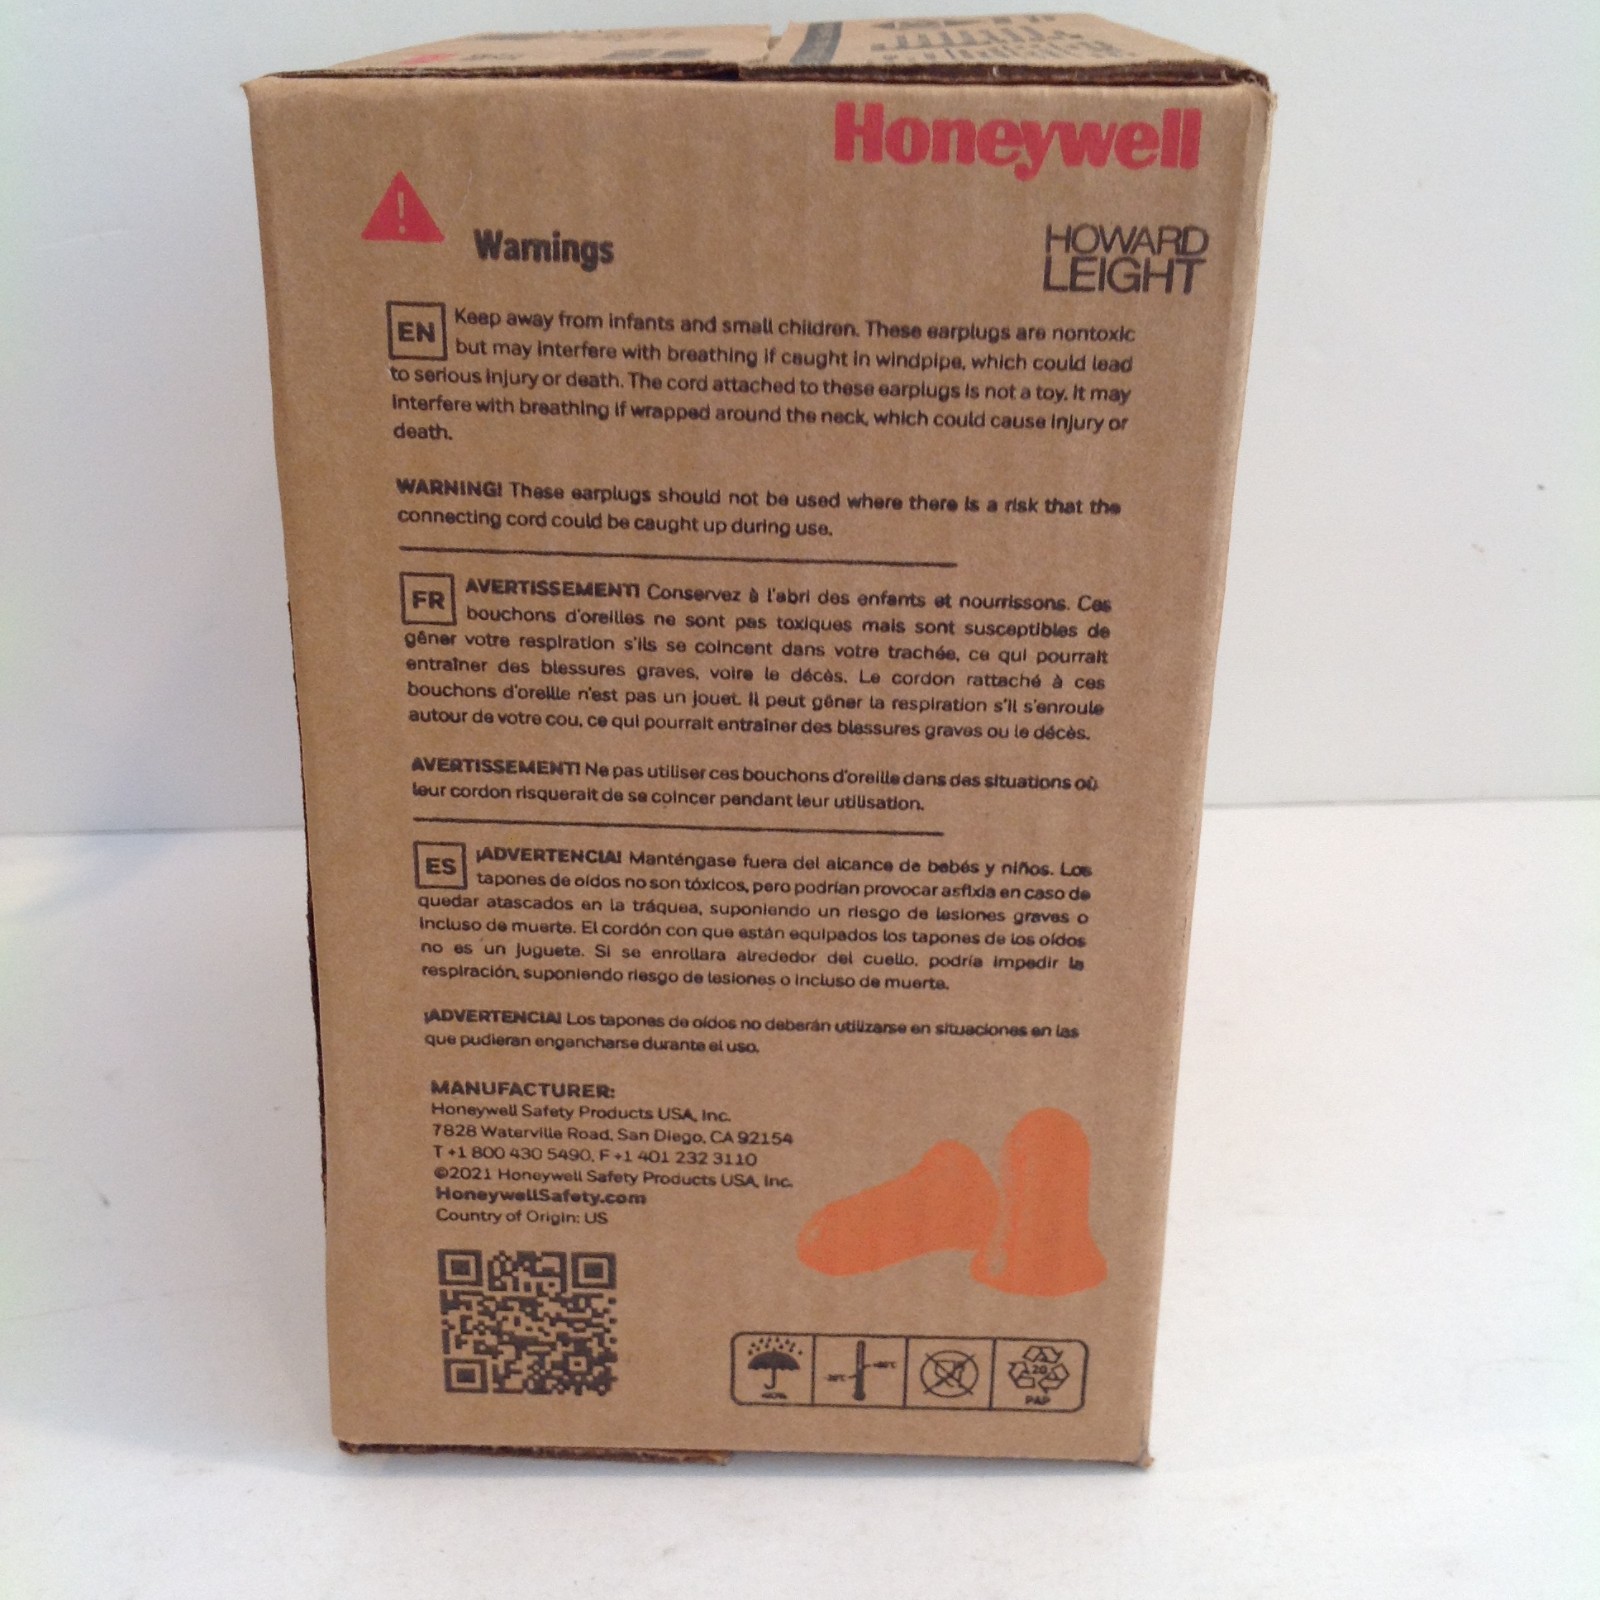 Honeywell
Warnings
HOWARD
LEIGHT
EN
Keep away from infants and small children. These earplugs are nontoxic
but may interfere with breathing if caught in windpipe, which could lead
to serious injury or death. The cord attached to these earplugs is not a toy. It may
interfere with breathing if wrapped around the neck, which could cause injury or
death.
WARNING! These earplugs should not be used where there is a risk that the
connecting cord could be caught up during use.
FR
AVERTISSEMENT! Conservez à l'abri des enfants et nourrissons. Ces
bouchons d'oreilles ne sont pas toxiques mais sont susceptibles de
gêner votre respiration s'ils se coincent dans votre trachée, ce qui pourrait
entraîner des blessures graves, voire le décès. Le cordon rattaché à ces
bouchons d'oreille n'est pas un jouet. Il peut gêner la respiration s'il s'enroule
autour de votre cou, ce qui pourrait entraîner des blessures graves ou le décès.
AVERTISSEMENT! Ne pas utiliser ces bouchons d'oreille dans des situations où
leur cordon risquerait de se coincer pendant leur utilisation.
ES
¡ADVERTENCIA! Manténgase fuera del alcance de bebés y niños. Los
tapones de oídos no son tóxicos, pero podrían provocar asfixia en caso de
quedar atascados en la tráquea, suponiendo un riesgo de lesiones graves o
incluso de muerte. El cordón con que están equipados los tapones de los oídos
no es un juguete. Si se enrollara alrededor del cuello, podría impedir la
respiración, suponiendo riesgo de lesiones o incluso de muerte.
¡ADVERTENCIA! Los tapones de oídos no deberán utilizarse en situaciones en las
que pudieran engancharse durante el uso.
MANUFACTURER:
Honeywell Safety Products USA, Inc.
7828 Waterville Road, San Diego, CA 92154
T +1 800 430 5490, F +1 401 232 3110
©2021 Honeywell Safety Products USA, Inc.
HoneywellSafety.com
Country of Origin: US
20
PAP